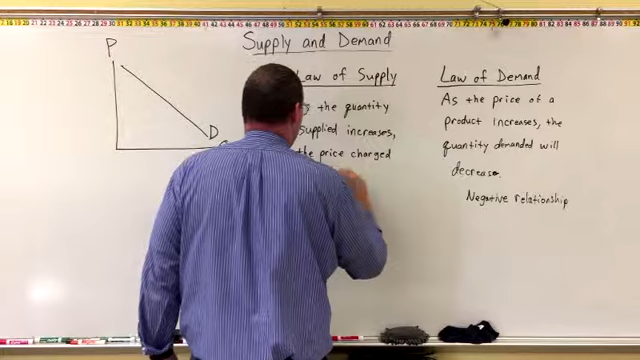 Supply and Demand
P
D
Law of Supply
the quantity
supplied increases,
the price charged
Law of Demand
As the price of a
product increases, the
quantity demanded will
decrease.
Negative relationship